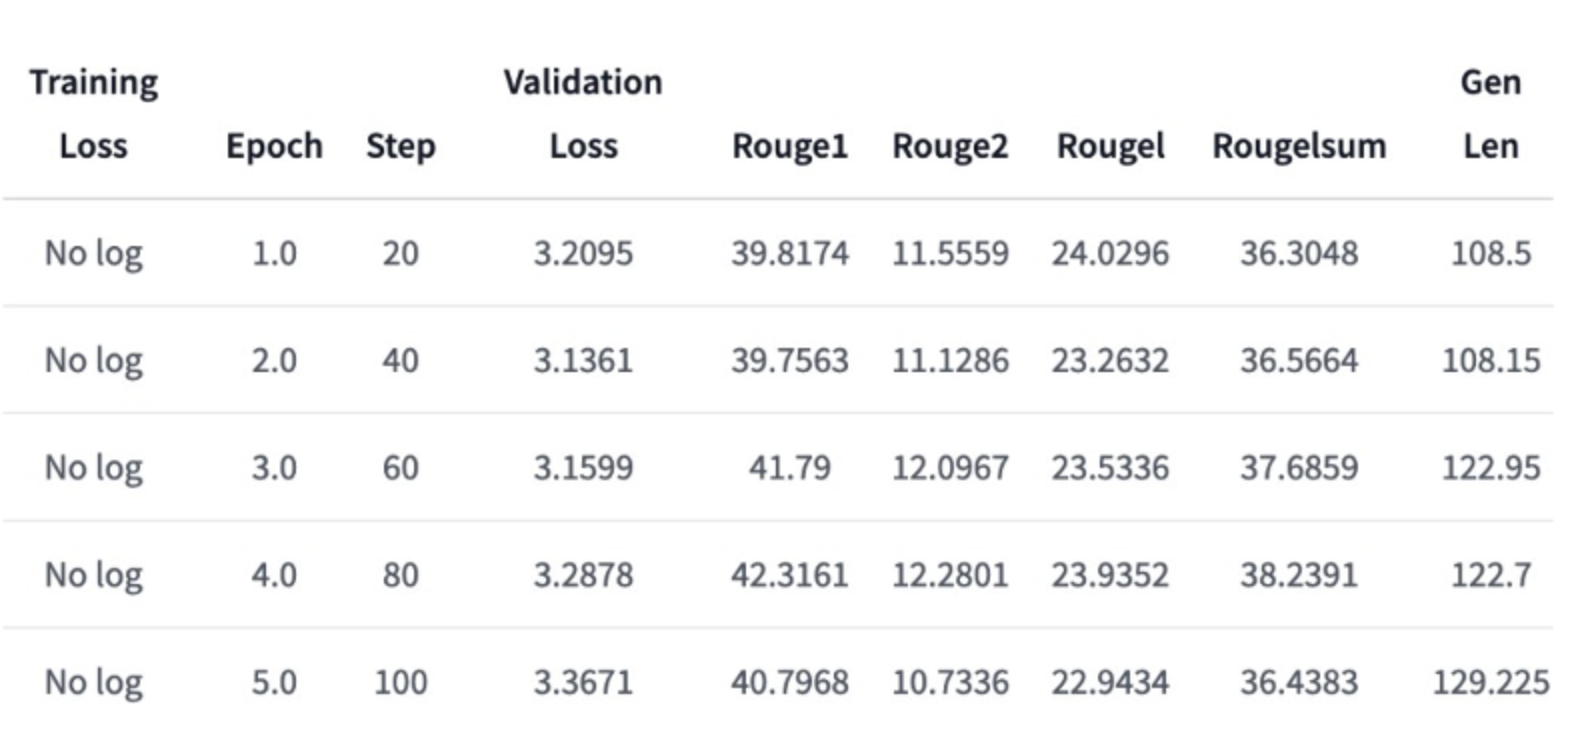 Training Validation Gen
Loss Epoch Step Loss Rouge1 Rouge2 Rougel Rougelsum Len
No log 1.0 20 3.2095 39.8174 11.5559 24.0296 36.3048 108.5
No log 2.0 40 3.1361 39.7563 11.1286 23.2632 36.5664 108.15
No log 3.0 60 3.1599 41.79 12.0967 23.5336 37.6859 122.95
No log 4.0 80 3.2878 42.3161 12.2801 23.9352 38.2391 122.7
No log 5.0 100 3.3671 40.7968 10.7336 22.9434 36.4383 129.225